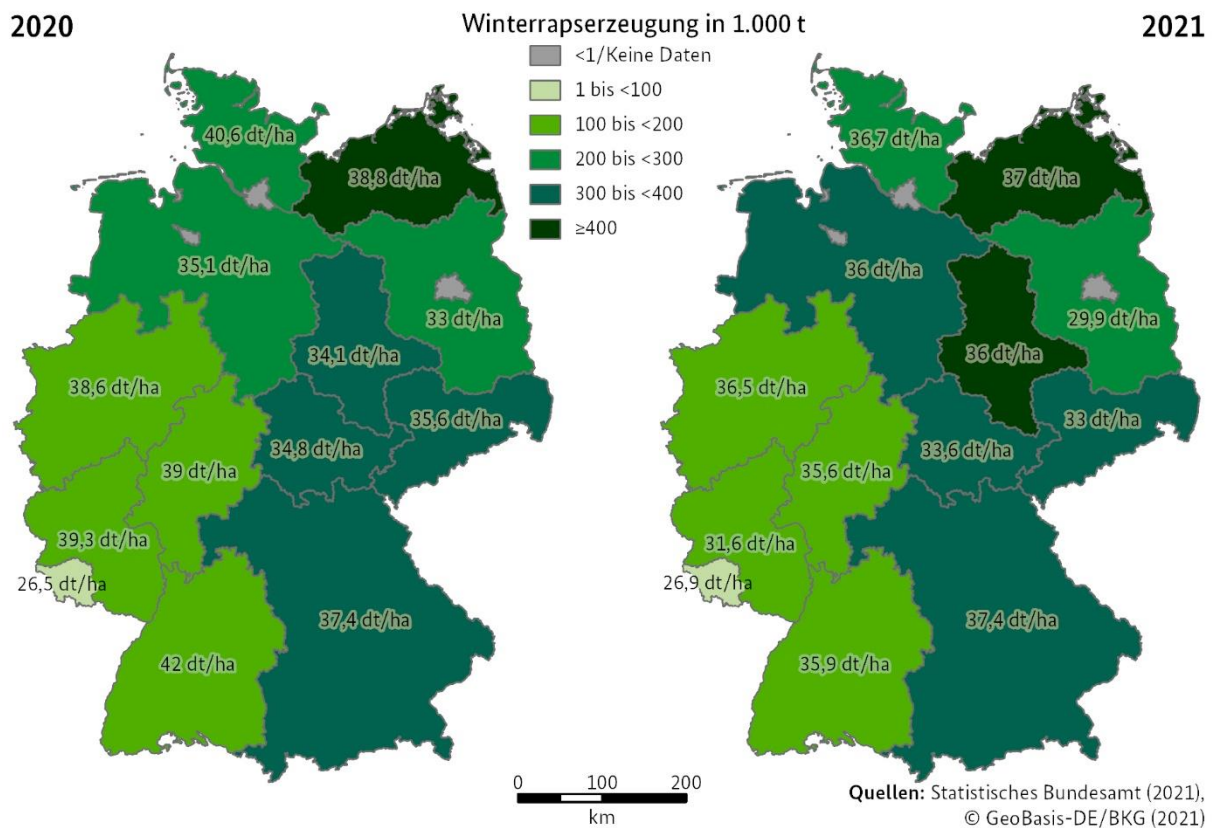 2020
Winterrapserzeugung in 1.000 t
2021
<1/Keine Daten
1 bis <100
100 bis <200
200 bis <300
300 bis <400
≥400
40,6 dt/ha
38,8 dt/ha
35,1 dt/ha
33 dt/ha
34,1 dt/ha
38,6 dt/ha
35,6 dt/ha
34,8 dt/ha
39 dt/ha
39,3 dt/ha
26,5 dt/ha
37,4 dt/ha
42 dt/ha
36,7 dt/ha
37 dt/ha
36 dt/ha
29,9 dt/ha
36 dt/ha
36,5 dt/ha
33 dt/ha
33,6 dt/ha
35,6 dt/ha
31,6 dt/ha
26,9 dt/ha
37,4 dt/ha
35,9 dt/ha
0 100 200
km
Quellen: Statistisches Bundesamt (2021),
© GeoBasis-DE/BKG (2021)